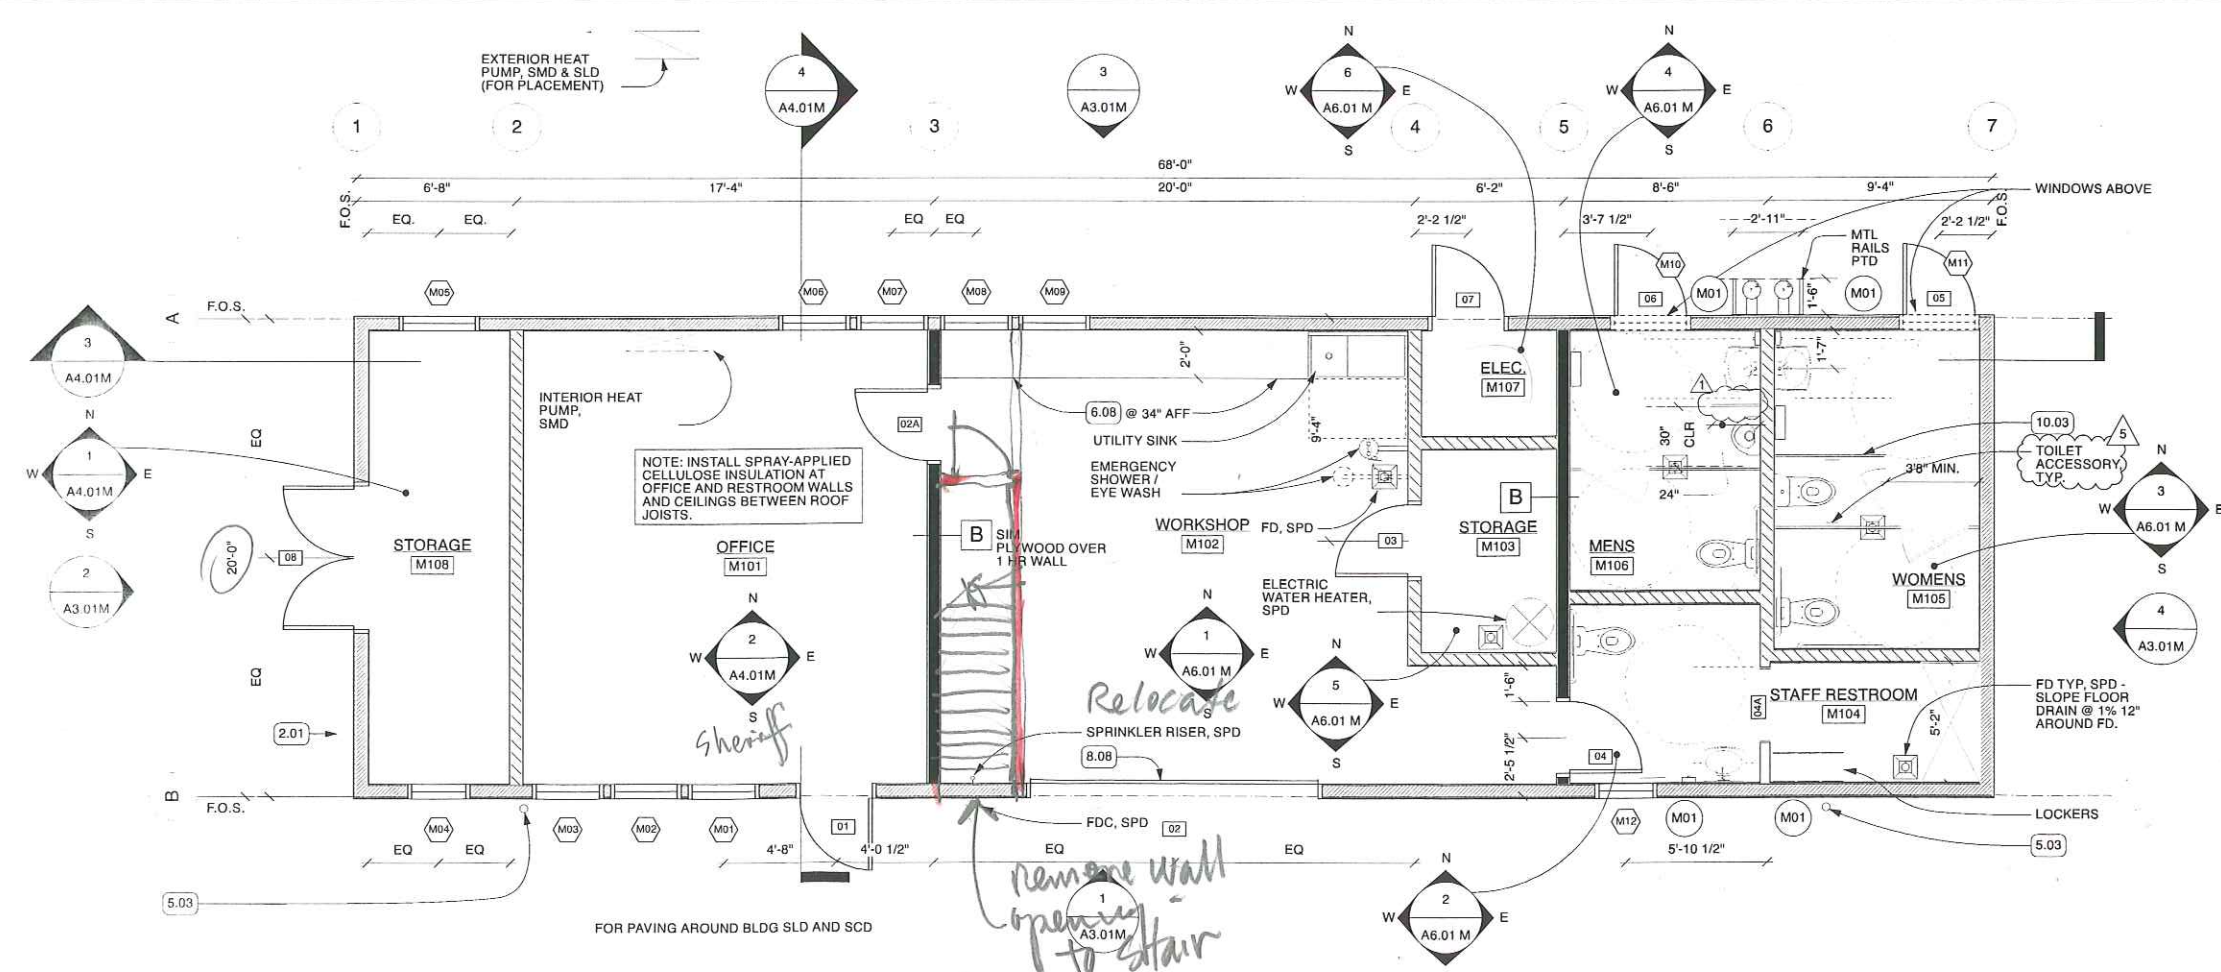 EXTERIOR HEAT
PUMP, SMD & SLD
(FOR PLACEMENT)
4
A4.01M
3
A3.01M
N
W
6
A6.01 M
E
S
N
W
4
A6.01 M
E
S
1
2
3
4
5
6
7
68'-0"
F.O.S.
6'-8"
17'-4"
20'-0"
6'-2"
8'-6"
9'-4"
WINDOWS ABOVE
F.O.S.
EQ.
EQ.
EQ
EQ
2'-2 1/2"
3'-7 1/2"
2'-11"
2'-2 1/2"
MTL
RAILS
PTD
M05
M06
M07
M08
M09
M10
M01
M01
M11
1'-6"
07
06
05
A
F.O.S.
3
A4.01M
N
W
1
A4.01M
E
S
2
A3.01M
EQ
20'-0"
08
EQ
2.01
B
F.O.S.
STORAGE
M108
INTERIOR HEAT
PUMP,
SMD
NOTE: INSTALL SPRAY-APPLIED
CELLULOSE INSULATION AT
OFFICE AND RESTROOM WALLS
AND CEILINGS BETWEEN ROOF
JOISTS.
OFFICE
M101
N
W
2
A4.01M
E
S
Sheriff
02A
B
SIM
PLYWOOD OVER
1 HR WALL
2'-0"
6.08 @ 34" AFF
UTILITY SINK
EMERGENCY
SHOWER /
EYE WASH
9'-4"
WORKSHOP
M102
FD, SPD
03
ELECTRIC
WATER HEATER,
SPD
N
W
1
A6.01 M
E
S
Relocate
SPRINKLER RISER, SPD
8.08
N
W
5
A6.01 M
E
S
ELEC.
M107
STORAGE
M103
B
1'-6"
2'-5 1/2"
04
MENS
M106
1
30"
CLR
24"
1'-7"
10.03
5
TOILET
ACCESSORY,
TYP.
3'8" MIN.
WOMENS
M105
N
W
3
A6.01 M
E
S
4
A3.01M
STAFF RESTROOM
M104
04A
5'-2"
FD TYP, SPD -
SLOPE FLOOR
DRAIN @ 1% 12"
AROUND FD.
LOCKERS
5.03
M04
M03
M02
M01
01
FDC, SPD
02
M12
M01
M01
EQ
EQ
4'-8"
4'-0 1/2"
EQ
EQ
5'-10 1/2"
5.03
FOR PAVING AROUND BLDG SLD AND SCD
remove wall
opening
to stair
1
A3.01M
N
W
2
A6.01 M
E
S